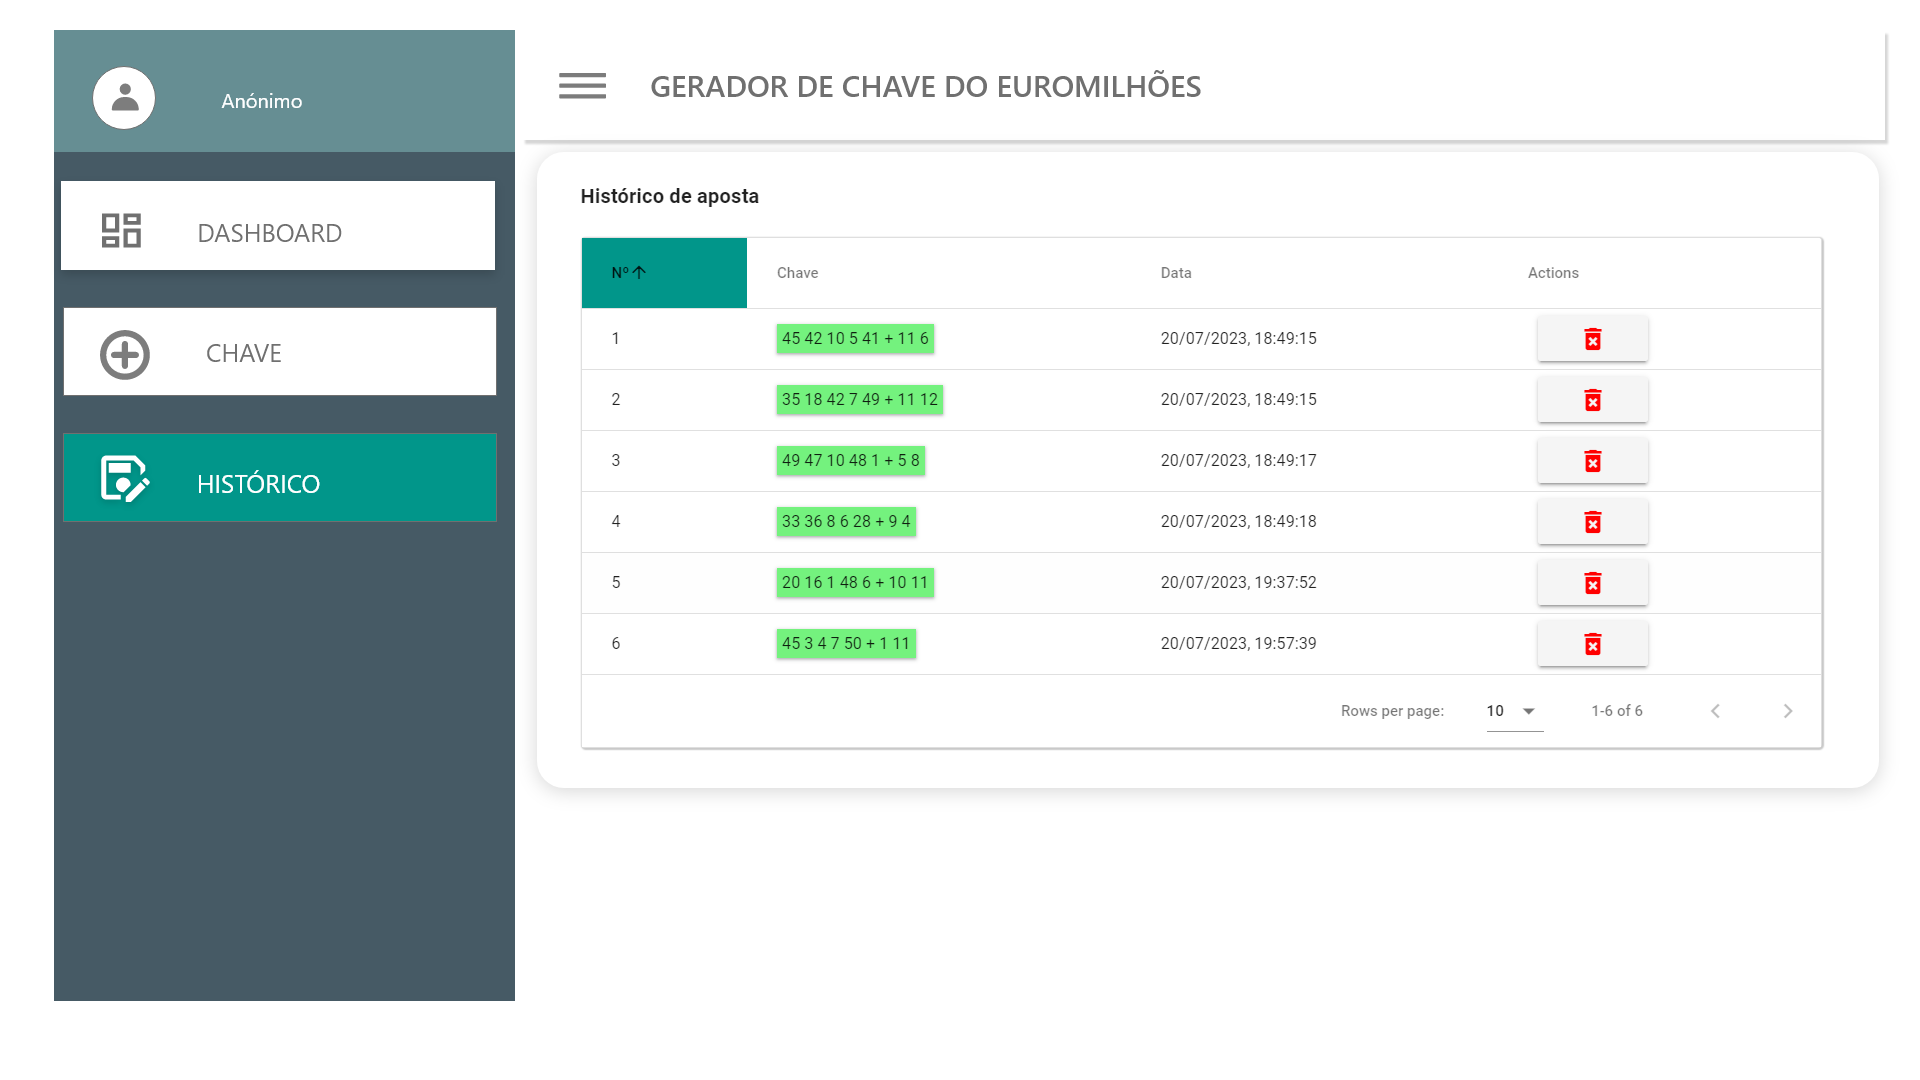 Anónimo
GERADOR DE CHAVE DO EUROMILHÕES
DASHBOARD
CHAVE
HISTÓRICO
Histórico de aposta
Nº Chave Data Actions
1 45 42 10 5 41 + 11 6 20/07/2023, 18:49:15
2 35 18 42 7 49 + 11 12 20/07/2023, 18:49:15
3 49 47 10 48 1 + 5 8 20/07/2023, 18:49:17
4 33 36 8 6 28 + 9 4 20/07/2023, 18:49:18
5 20 16 1 48 6 + 10 11 20/07/2023, 19:37:52
6 45 3 4 7 50 + 1 11 20/07/2023, 19:57:39
Rows per page: 10 1-6 of 6